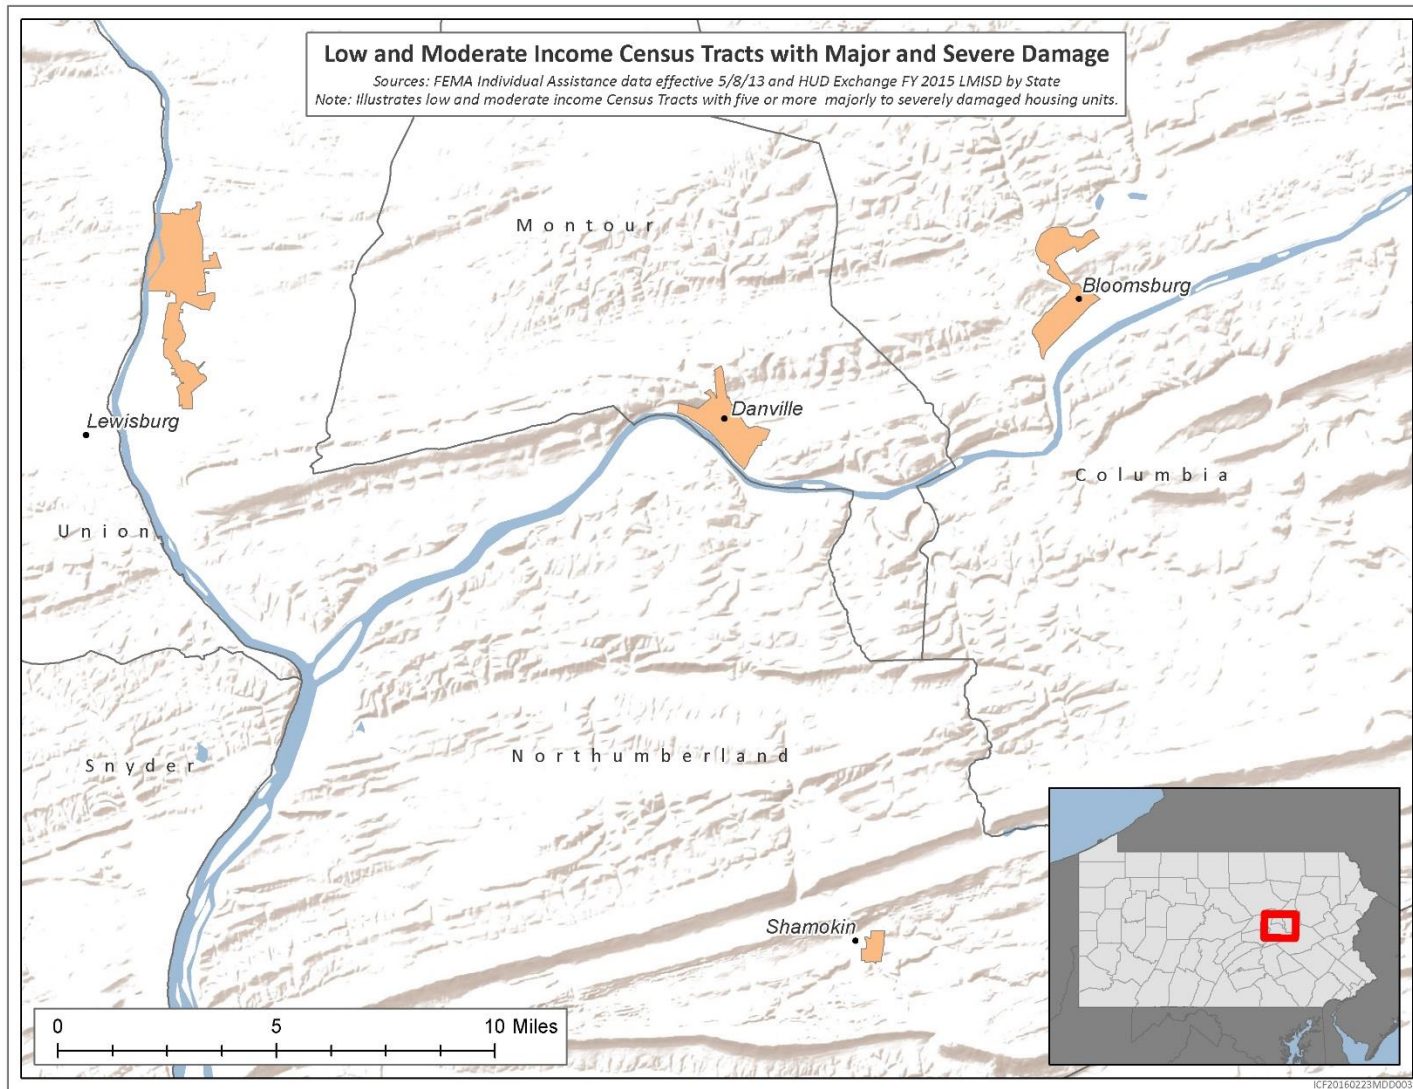 Low and Moderate Income Census Tracts with Major and Severe Damage
Sources: FEMA Individual Assistance data effective 5/8/13 and HUD Exchange FY 2015 LMISD by State
Note: Illustrates low and moderate income Census Tracts with five or more majorly to severely damaged housing units.
Montour
Bloomsburg
Danville
Lewisburg
Columbia
Union
Northumberland
Snyder
Shamokin
0 5 10 Miles
ICF20160223MDD003